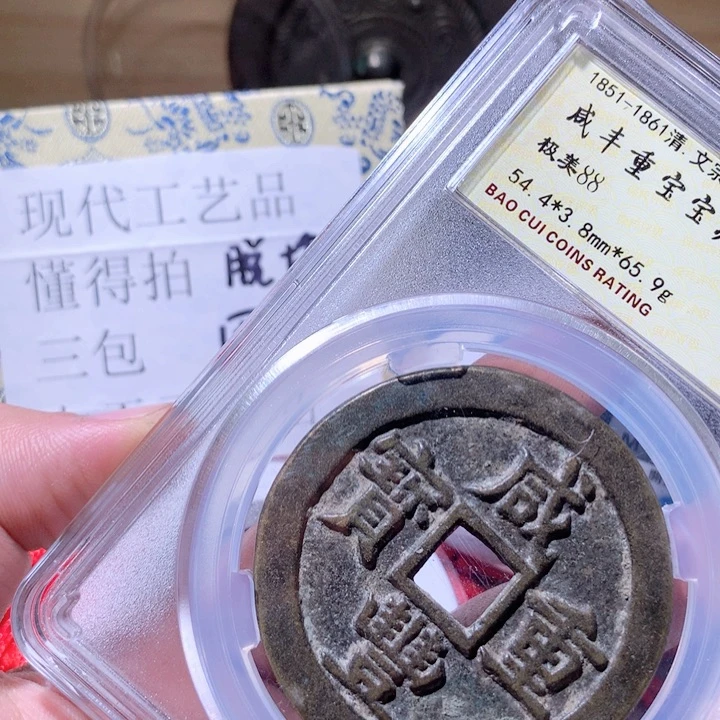 现代工艺品
懂得拍
三包
1851-1861清.文宗
咸丰重宝宝
极美88
54.4*3.8mm*65.9g
BAO CUI COINS RATING
咸
豐
重
寶